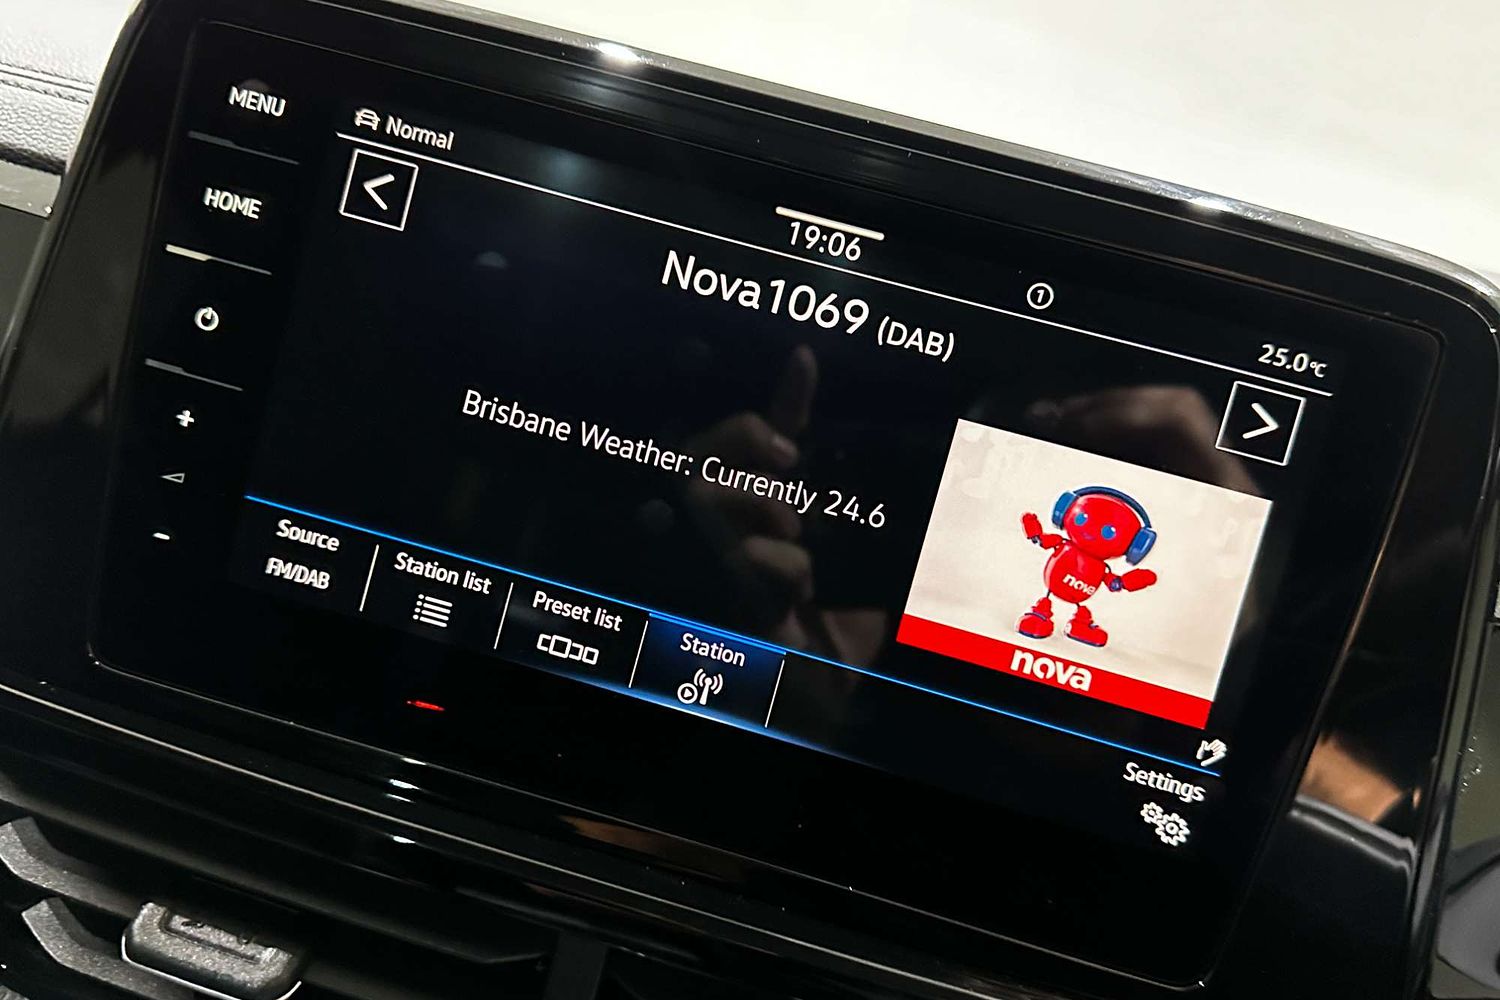 MENU
HOME
Normal
19:06
1
25.0°C
Nova1069 (DAB)
Brisbane Weather: Currently 24.6
nova
nova
Source
FM/DAB
Station list
Preset list
Station
Settings